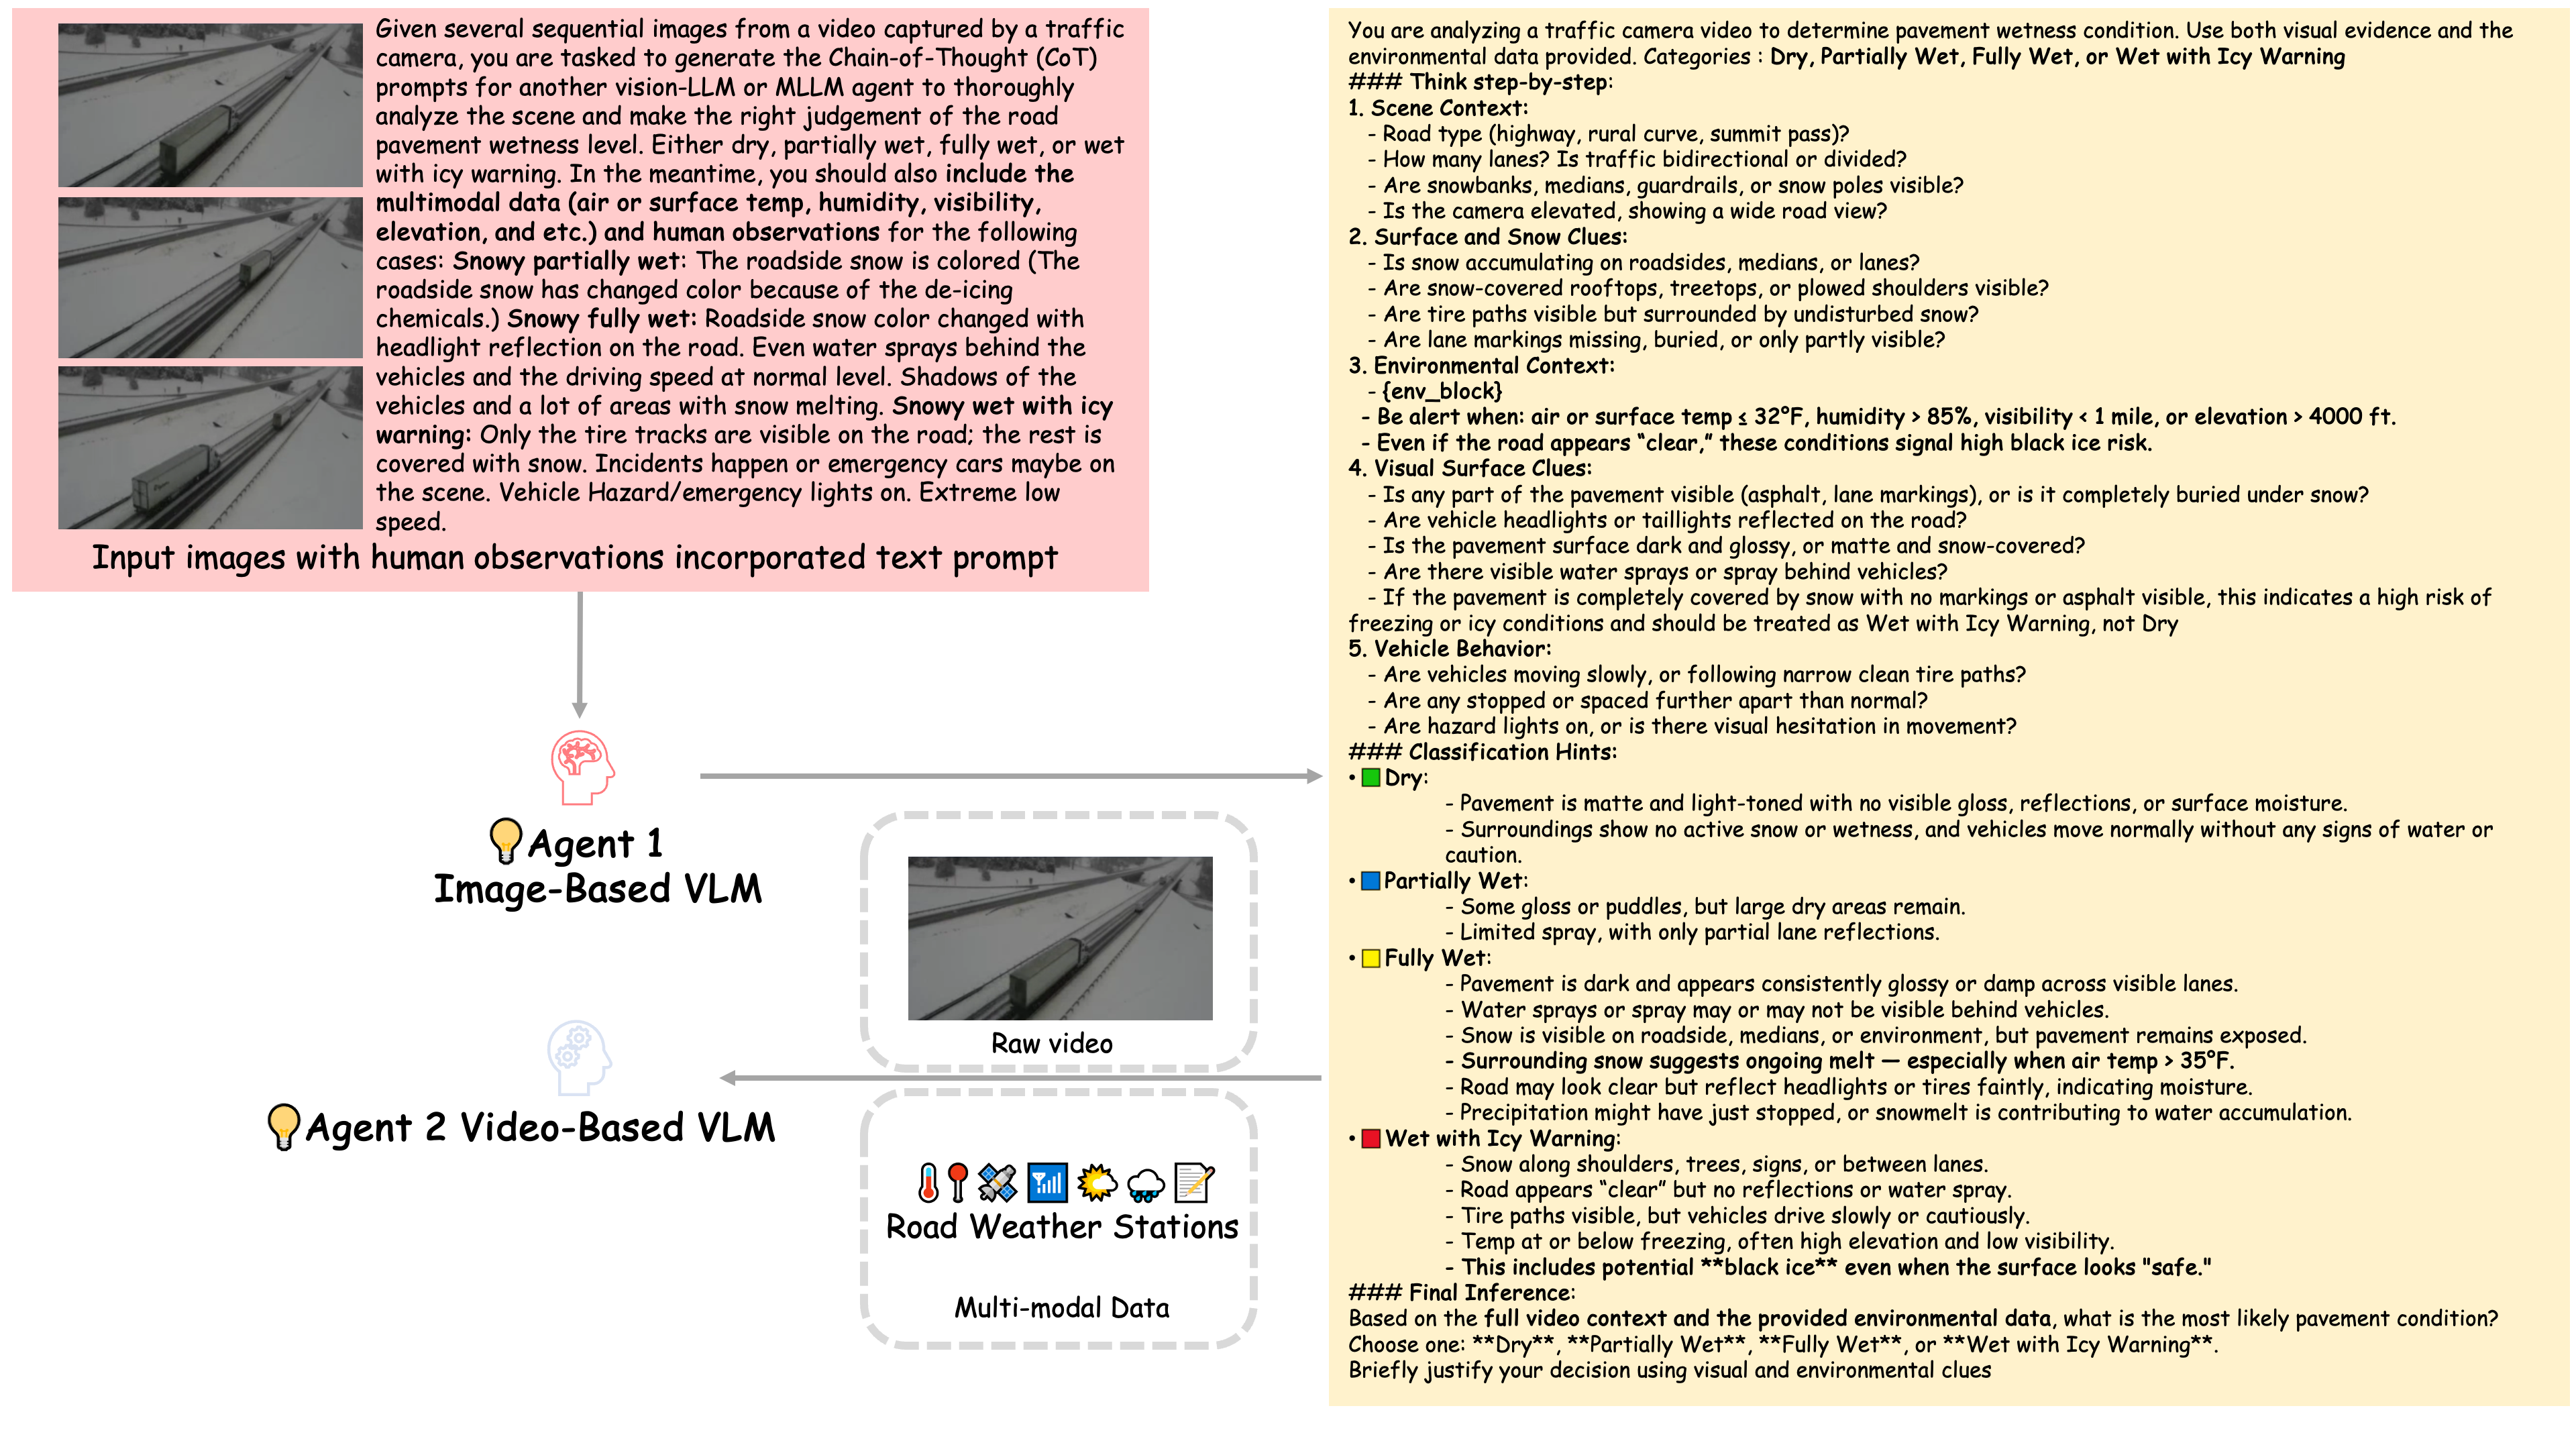 Given several sequential images from a video captured by a traffic
camera, you are tasked to generate the Chain-of-Thought (CoT)
prompts for another vision-LLM or MLLM agent to thoroughly
analyze the scene and make the right judgement of the road
pavement wetness level. Either dry, partially wet, fully wet, or wet
with icy warning. In the meantime, you should also include the
multimodal data (air or surface temp, humidity, visibility,
elevation, and etc.) and human observations for the following
cases: Snowy partially wet: The roadside snow is colored (The
roadside snow has changed color because of the de-icing
chemicals.) Snowy fully wet: Roadside snow color changed with
headlight reflection on the road. Even water sprays behind the
vehicles and the driving speed at normal level. Shadows of the
vehicles and a lot of areas with snow melting. Snowy wet with icy
warning: Only the tire tracks are visible on the road; the rest is
covered with snow. Incidents happen or emergency cars maybe on
the scene. Vehicle Hazard/emergency lights on. Extreme low
speed.
Input images with human observations incorporated text prompt
Agent 1
Image-Based VLM
Agent 2 Video-Based VLM
Raw video
Road Weather Stations
Multi-modal Data
You are analyzing a traffic camera video to determine pavement wetness condition. Use both visual evidence and the
environmental data provided. Categories : Dry, Partially Wet, Fully Wet, or Wet with Icy Warning
### Think step-by-step:
1. Scene Context:
- Road type (highway, rural curve, summit pass)?
- How many lanes? Is traffic bidirectional or divided?
- Are snowbanks, medians, guardrails, or snow poles visible?
- Is the camera elevated, showing a wide road view?
2. Surface and Snow Clues:
- Is snow accumulating on roadsides, medians, or lanes?
- Are snow-covered rooftops, treetops, or plowed shoulders visible?
- Are tire paths visible but surrounded by undisturbed snow?
- Are lane markings missing, buried, or only partly visible?
3. Environmental Context:
- {env_block}
- Be alert when: air or surface temp ≤ 32°F, humidity > 85%, visibility < 1 mile, or elevation > 4000 ft.
- Even if the road appears “clear,” these conditions signal high black ice risk.
4. Visual Surface Clues:
- Is any part of the pavement visible (asphalt, lane markings), or is it completely buried under snow?
- Are vehicle headlights or taillights reflected on the road?
- Is the pavement surface dark and glossy, or matte and snow-covered?
- Are there visible water sprays or spray behind vehicles?
- If the pavement is completely covered by snow with no markings or asphalt visible, this indicates a high risk of
freezing or icy conditions and should be treated as Wet with Icy Warning, not Dry
5. Vehicle Behavior:
- Are vehicles moving slowly, or following narrow clean tire paths?
- Are any stopped or spaced further apart than normal?
- Are hazard lights on, or is there visual hesitation in movement?
### Classification Hints:
• Dry:
- Pavement is matte and light-toned with no visible gloss, reflections, or surface moisture.
- Surroundings show no active snow or wetness, and vehicles move normally without any signs of water or
caution.
• Partially Wet:
- Some gloss or puddles, but large dry areas remain.
- Limited spray, with only partial lane reflections.
• Fully Wet:
- Pavement is dark and appears consistently glossy or damp across visible lanes.
- Water sprays or spray may or may not be visible behind vehicles.
- Snow is visible on roadside, medians, or environment, but pavement remains exposed.
- Surrounding snow suggests ongoing melt — especially when air temp > 35°F.
- Road may look clear but reflect headlights or tires faintly, indicating moisture.
- Precipitation might have just stopped, or snowmelt is contributing to water accumulation.
• Wet with Icy Warning:
- Snow along shoulders, trees, signs, or between lanes.
- Road appears “clear” but no reflections or water spray.
- Tire paths visible, but vehicles drive slowly or cautiously.
- Temp at or below freezing, often high elevation and low visibility.
- This includes potential **black ice** even when the surface looks "safe."
### Final Inference:
Based on the full video context and the provided environmental data, what is the most likely pavement condition?
Choose one: **Dry**, **Partially Wet**, **Fully Wet**, or **Wet with Icy Warning**.
Briefly justify your decision using visual and environmental clues